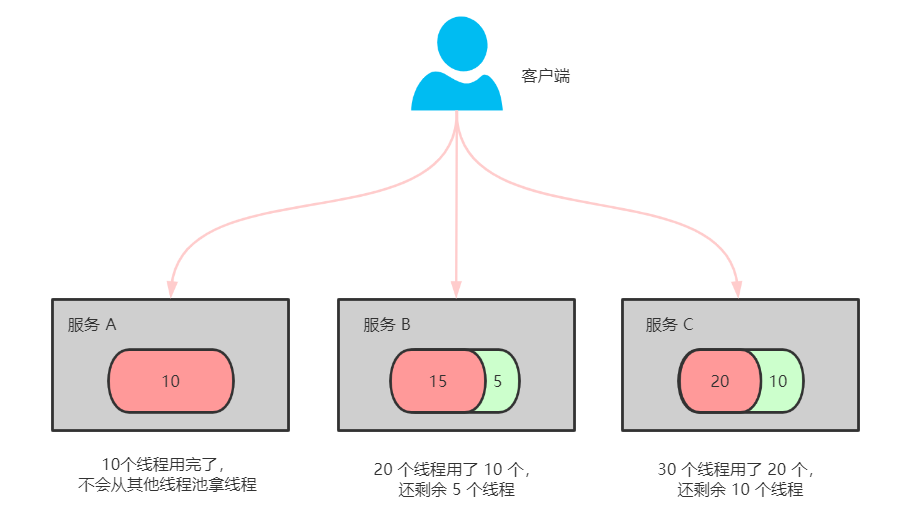 客户端
服务 A
服务 B
服务 C
10
15
5
20
10
10个线程用完了，
不会从其他线程池拿线程
20 个线程用了 10 个，
还剩余 5 个线程
30 个线程用了 20 个，
还剩余 10 个线程